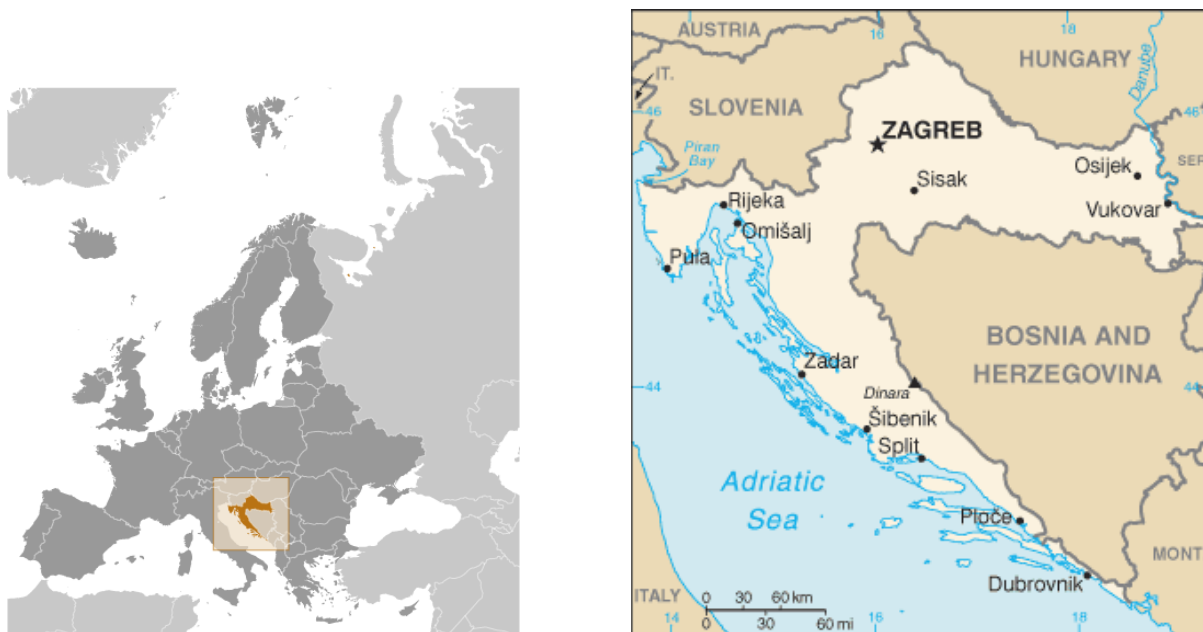 AUSTRIA
16
18
HUNGARY
Danube
IT.
SLOVENIA
46
46
ZAGREB
Piran
Bay
Osijek
SER
Sisak
Rijeka
Vukovar
Omišalj
Pula
BOSNIA AND
HERZEGOVINA
Zadar
44
Dinara
44
Šibenik
Split
Adriatic
Sea
Ploče
MONT
Dubrovnik
ITALY
0 30 60 km
0 30 60 mi
14
16
18